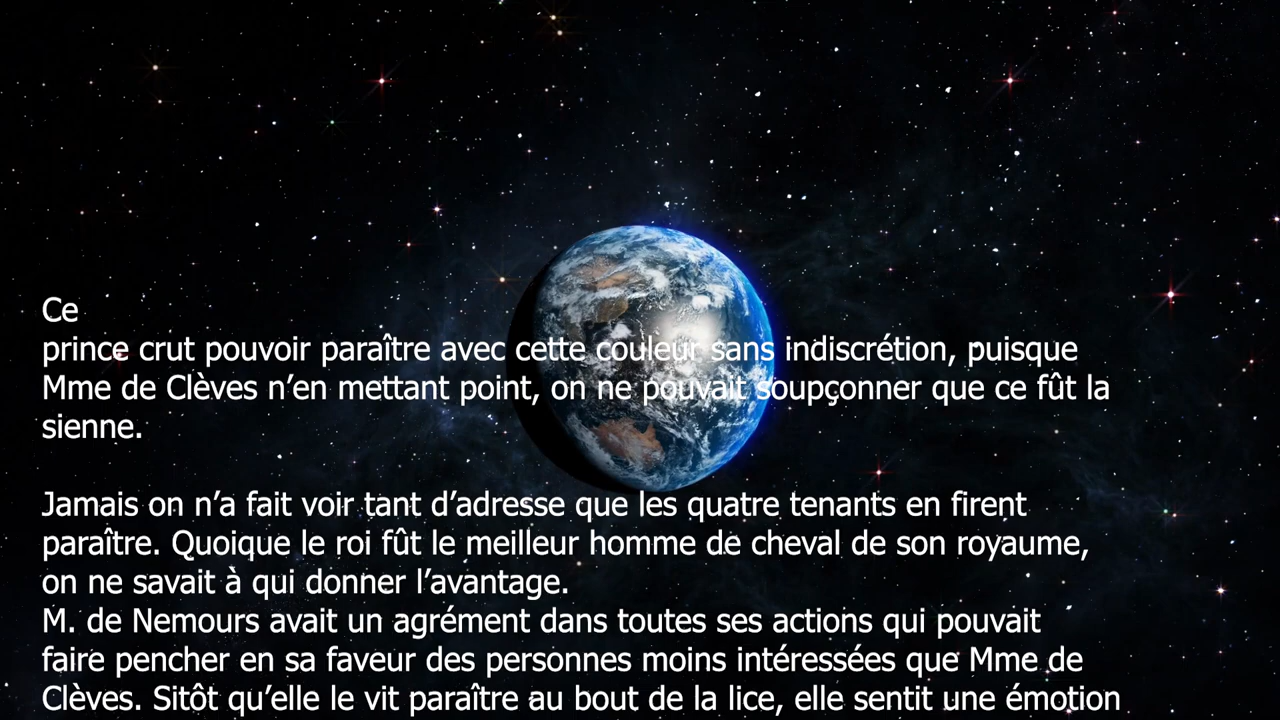 Ce
prince crut pouvoir paraître avec cette couleur sans indiscrétion, puisque
Mme de Clèves n’en mettant point, on ne pouvait soupçonner que ce fût la
sienne.
Jamais on n’a fait voir tant d’adresse que les quatre tenants en firent
paraître. Quoique le roi fût le meilleur homme de cheval de son royaume,
on ne savait à qui donner l’avantage.
M. de Nemours avait un agrément dans toutes ses actions qui pouvait
faire pencher en sa faveur des personnes moins intéressées que Mme de
Clèves. Sitôt qu’elle le vit paraître au bout de la lice, elle sentit une émotion